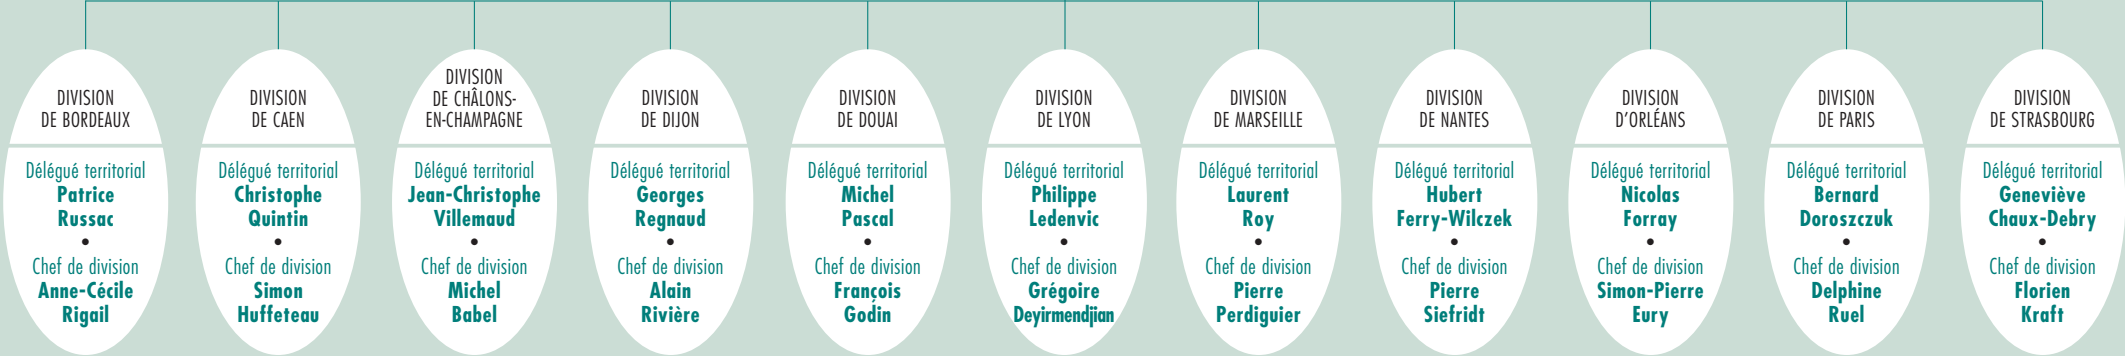 DIVISION
DE BORDEAUX
Délégué territorial
Patrice
Russac
•
Chef de division
Anne-Cécile
Rigail
DIVISION
DE CAEN
Délégué territorial
Christophe
Quintin
•
Chef de division
Simon
Huffeteau
DIVISION
DE CHÂLONS-
EN-CHAMPAGNE
Délégué territorial
Jean-Christophe
Villemaud
•
Chef de division
Michel
Babel
DIVISION
DE DIJON
Délégué territorial
Georges
Regnaud
•
Chef de division
Alain
Rivière
DIVISION
DE DOUAI
Délégué territorial
Michel
Pascal
•
Chef de division
François
Godin
DIVISION
DE LYON
Délégué territorial
Philippe
Ledenvic
•
Chef de division
Grégoire
Deyirmendjian
DIVISION
DE MARSEILLE
Délégué territorial
Laurent
Roy
•
Chef de division
Pierre
Perdiguier
DIVISION
DE NANTES
Délégué territorial
Hubert
Ferry-Wilczek
•
Chef de division
Pierre
Siefridt
DIVISION
D'ORLÉANS
Délégué territorial
Nicolas
Forray
•
Chef de division
Simon-Pierre
Eury
DIVISION
DE PARIS
Délégué territorial
Bernard
Doroszczuk
•
Chef de division
Delphine
Ruel
DIVISION
DE STRASBOURG
Délégué territorial
Geneviève
Chaux-Debry
•
Chef de division
Florien
Kraft